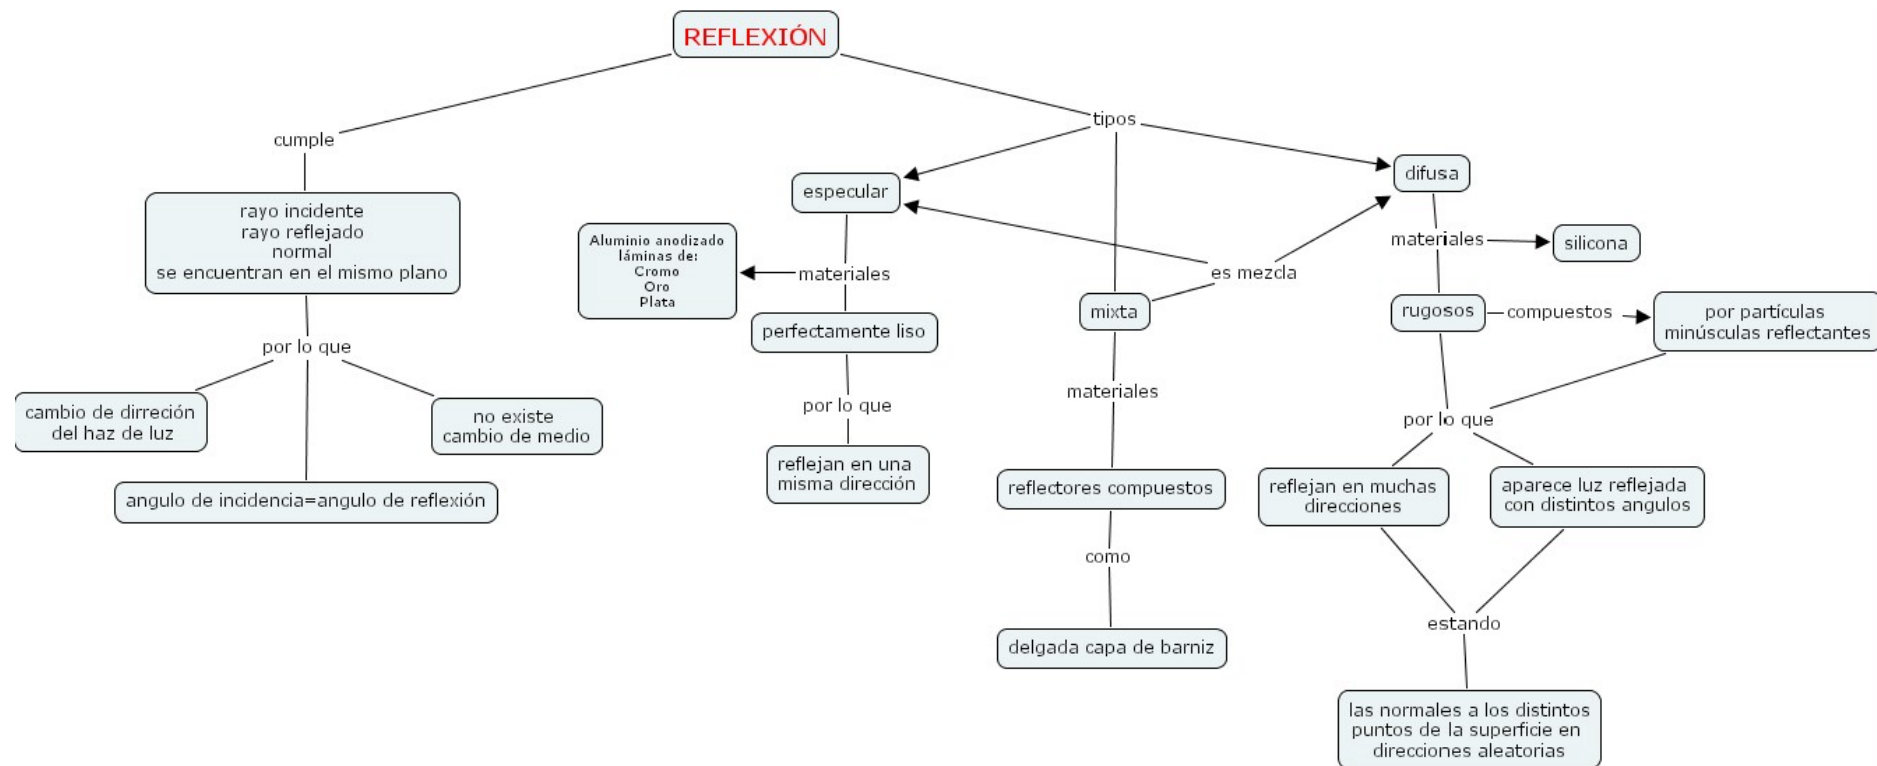 REFLEXIÓN
cumple
rayo incidente
rayo reflejado
normal
se encuentran en el mismo plano
por lo que
cambio de dirreción
del haz de luz
no existe
cambio de medio
angulo de incidencia=angulo de reflexión
tipos
especular
Aluminio anodizado
láminas de:
Cromo
Oro
Plata
materiales
perfectamente liso
por lo que
reflejan en una
misma dirección
es mezcla
mixta
materiales
reflectores compuestos
como
delgada capa de barniz
difusa
materiales
silicona
rugosos
compuestos
por partículas
minúsculas reflectantes
por lo que
reflejan en muchas
direcciones
aparece luz reflejada
con distintos angulos
estando
las normales a los distintos
puntos de la superficie en
direcciones aleatorias